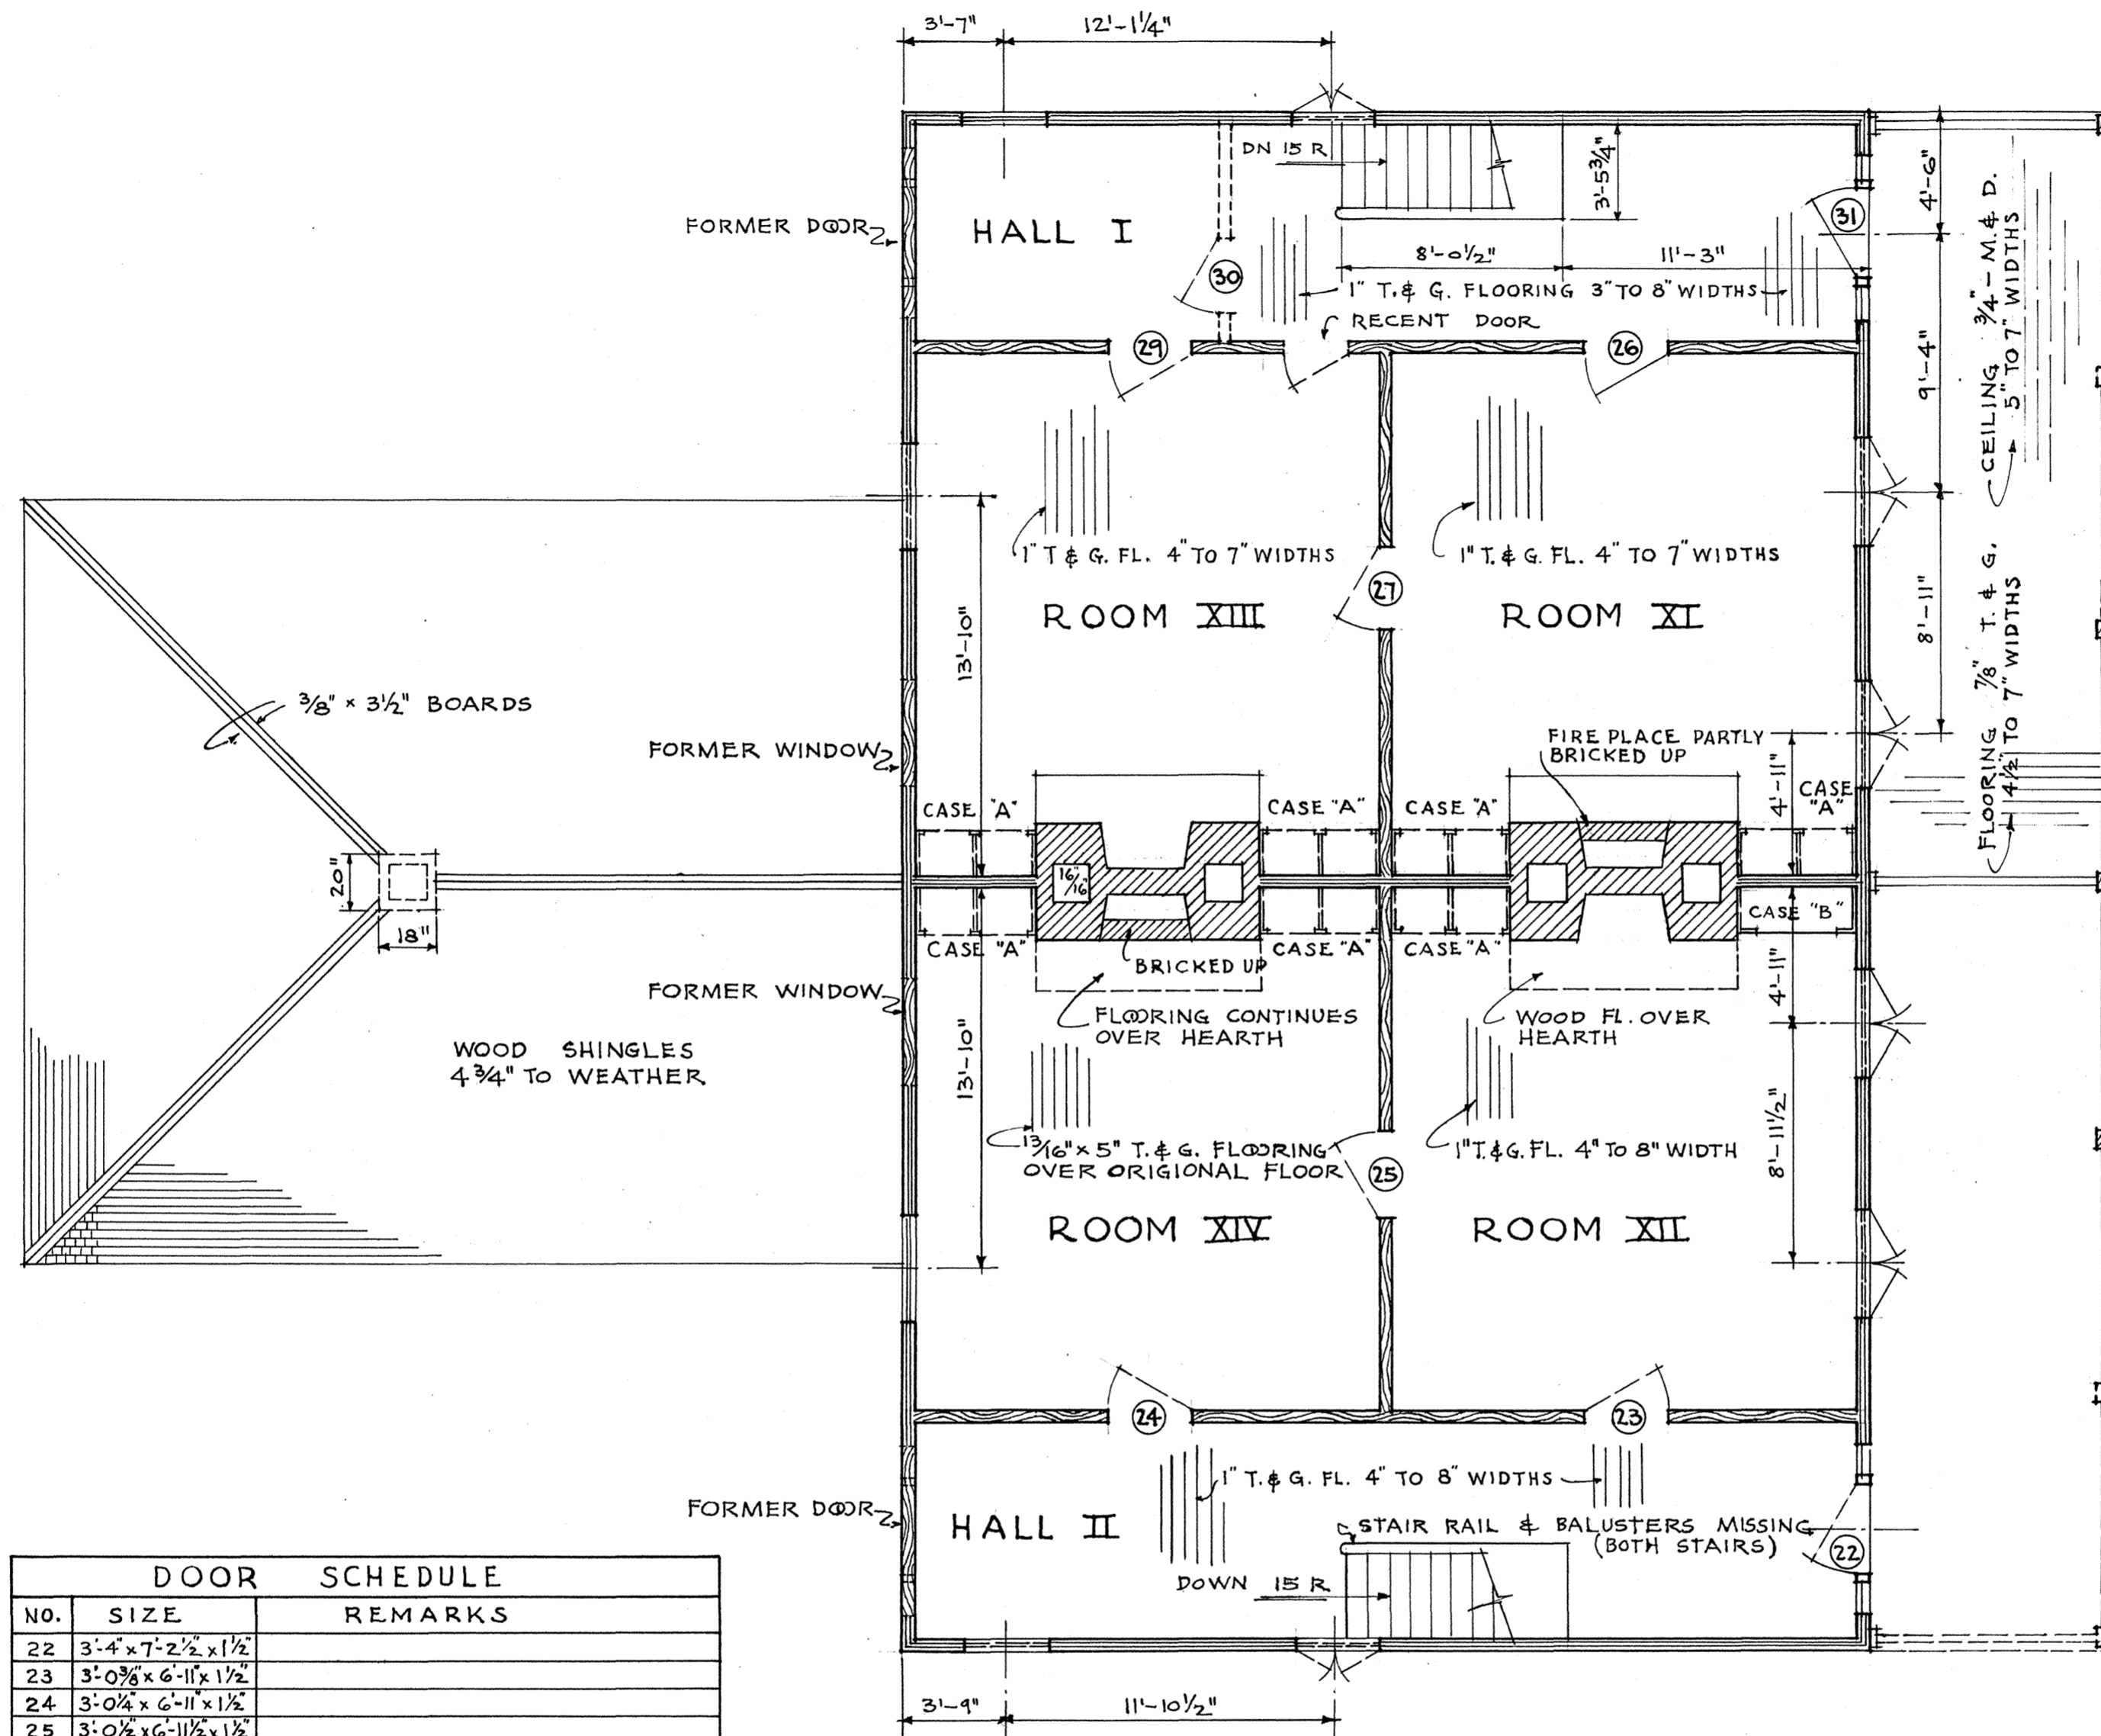 3'-7"
12'-1¼"
DN 15 R
3'-5¾"
4'-6"
FORMER DOOR
HALL I
31
30
8'-0½"
11'-3"
1" T. & G. FLOORING 3" TO 8" WIDTHS
RECENT DOOR
29
26
9'-4"
CEILING ¾"-M. & D.
5" TO 7" WIDTHS
1" T & G. FL. 4" TO 7" WIDTHS
1" T. & G. FL. 4" TO 7" WIDTHS
27
ROOM XIII
ROOM XI
13'-10"
8'-11"
FLOORING ⅞" T. & G.
4½" TO 7" WIDTHS
⅜" x 3½" BOARDS
FORMER WINDOW
FIRE PLACE PARTLY
BRICKED UP
4'-11"
CASE "A"
CASE "A"
CASE "A"
CASE
"A"
20"
18"
16/16
CASE "B"
CASE "A"
CASE "A"
CASE "A"
BRICKED UP
FORMER WINDOW
4'-11"
FLOORING CONTINUES
OVER HEARTH
WOOD FL. OVER
HEARTH
WOOD SHINGLES
4¾" TO WEATHER
13'-10"
8'-11½"
13/16" x 5" T. & G. FLOORING
OVER ORIGIONAL FLOOR
1" T. & G. FL. 4" TO 8" WIDTH
25
ROOM XIV
ROOM XII
24
23
1" T. & G. FL. 4" TO 8" WIDTHS
FORMER DOOR
HALL II
STAIR RAIL & BALUSTERS MISSING
(BOTH STAIRS)
22
DOWN 15 R
3'-9"
11'-10½"
DOOR SCHEDULE
NO. SIZE REMARKS
22 3'-4" x 7'-2½" x 1½"
23 3'-0⅜" x 6'-11" x 1½"
24 3'-0¼" x 6'-11" x 1½"
25 3'-0½" x 6'-11½" x 1½"